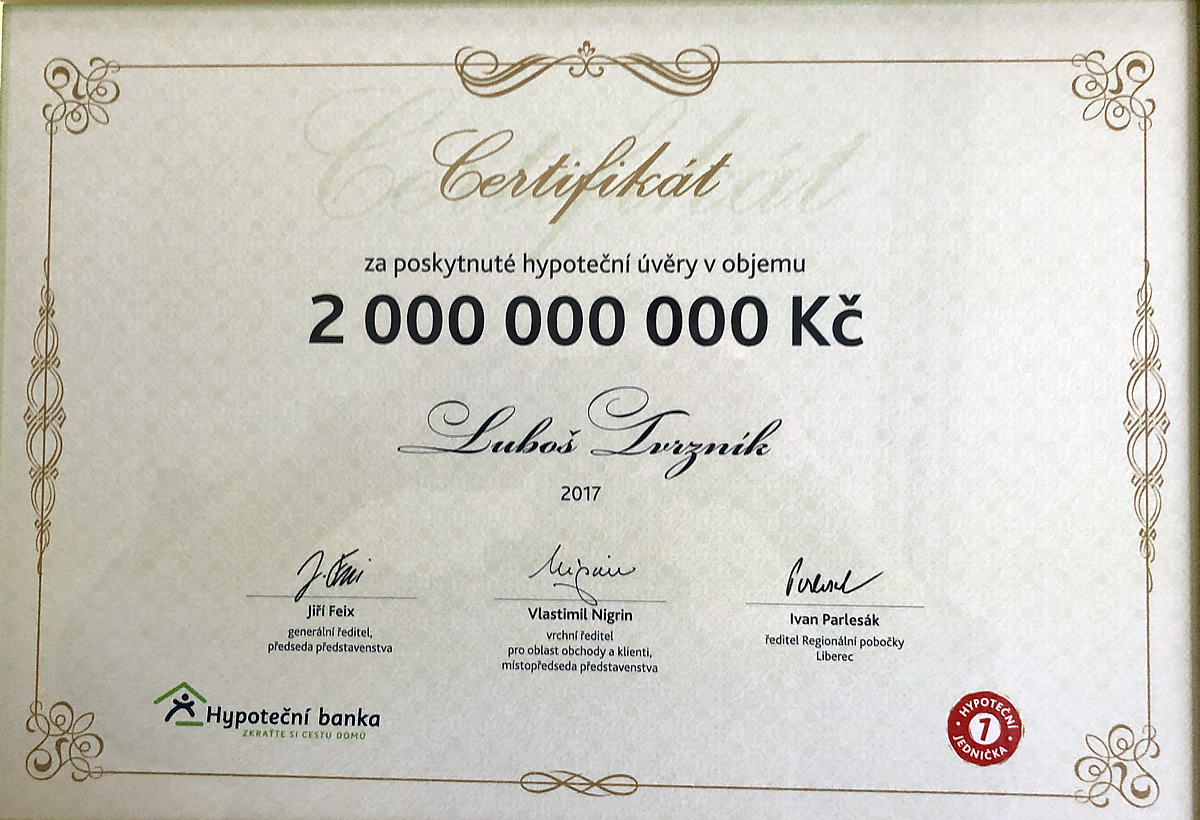 Certifikát
za poskytnuté hypoteční úvěry v objemu
2 000 000 000 Kč
Luboš Tvrzník
2017
Jiří Feix
generální ředitel,
předseda představenstva
Vlastimil Nigrin
vrchní ředitel
pro oblast obchody a klienti,
místopředseda představenstva
Ivan Parlesák
ředitel Regionální pobočky
Liberec
Hypoteční banka
ZKRAŤTE SI CESTU DOMŮ
HYPOTEČNÍ
1
JEDNIČKA